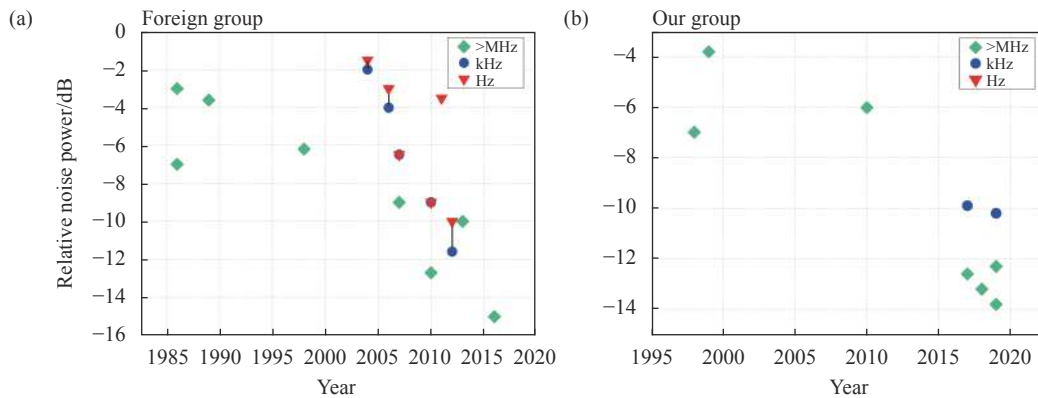 (a)
Foreign group
0
−2
−4
−6
−8
−10
−12
−14
−16
Relative noise power/dB
>MHz
kHz
Hz
1985 1990 1995 2000 2005 2010 2015 2020
Year
(b)
Our group
−4
−6
−8
−10
−12
−14
>MHz
kHz
Hz
1995 2000 2005 2010 2015 2020
Year